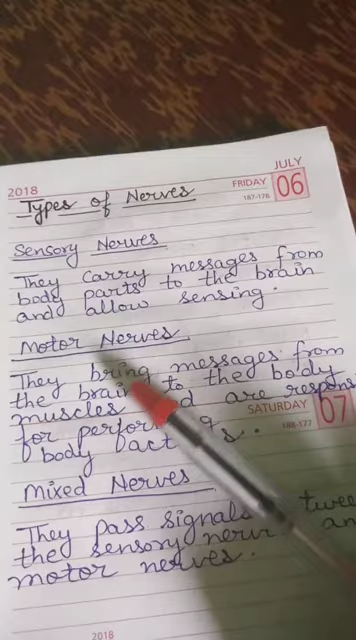 JULY
2018 FRIDAY 06
187-178
Types of Nerves
Sensory Nerves
They carry messages from
body parts to the brain
and allow sensing.
Motor Nerves
They bring messages from
the brain to the body
muscles and are
SATURDAY 07
188-177
for body
Mixed Nerves
They pass signals
the sensory
motor nerves.
2018